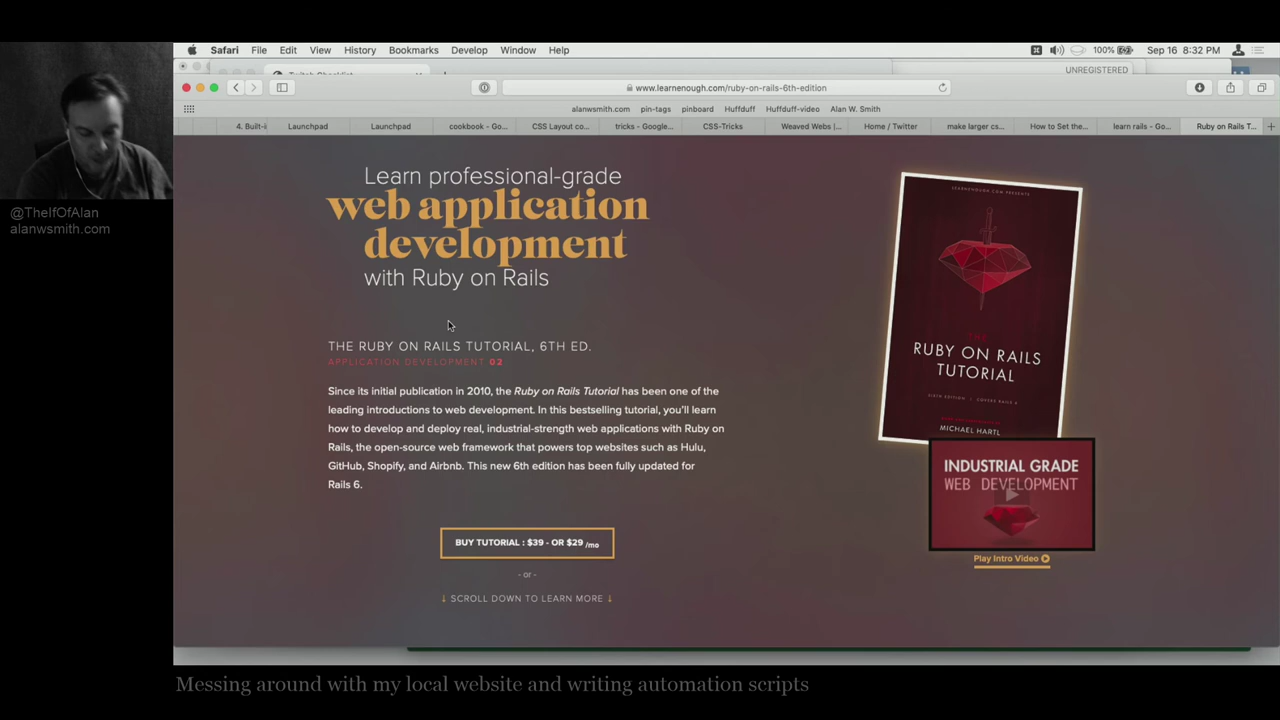 Safari File Edit View History Bookmarks Develop Window Help
100% Sep 16 8:32 PM
Twitch Checklist
UNREGISTERED
www.learnenough.com/ruby-on-rails-6th-edition
alanwsmith.com pin-tags pinboard Huffduff Huffduff-video Alan W. Smith
4. Built-i Launchpad Launchpad cookbook - Go... CSS Layout co... tricks - Google... CSS-Tricks Weaved Webs |... Home / Twitter make larger cs... How to Set the... learn rails - Go... Ruby on Rails T...
@TheIfOfAlan
alanwsmith.com
Learn professional-grade
web application
development
with Ruby on Rails
THE RUBY ON RAILS TUTORIAL, 6TH ED.
APPLICATION DEVELOPMENT 02
Since its initial publication in 2010, the Ruby on Rails Tutorial has been one of the
leading introductions to web development. In this bestselling tutorial, you'll learn
how to develop and deploy real, industrial-strength web applications with Ruby on
Rails, the open-source web framework that powers top websites such as Hulu,
GitHub, Shopify, and Airbnb. This new 6th edition has been fully updated for
Rails 6.
BUY TUTORIAL : $39 - OR $29 /mo
- or -
↓ SCROLL DOWN TO LEARN MORE ↓
LEARNENOUGH.COM PRESENTS
THE
RUBY ON RAILS
TUTORIAL
SIXTH EDITION | COVERS RAILS 6
MICHAEL HARTL
INDUSTRIAL GRADE
WEB DEVELOPMENT
Play Intro Video
Messing around with my local website and writing automation scripts